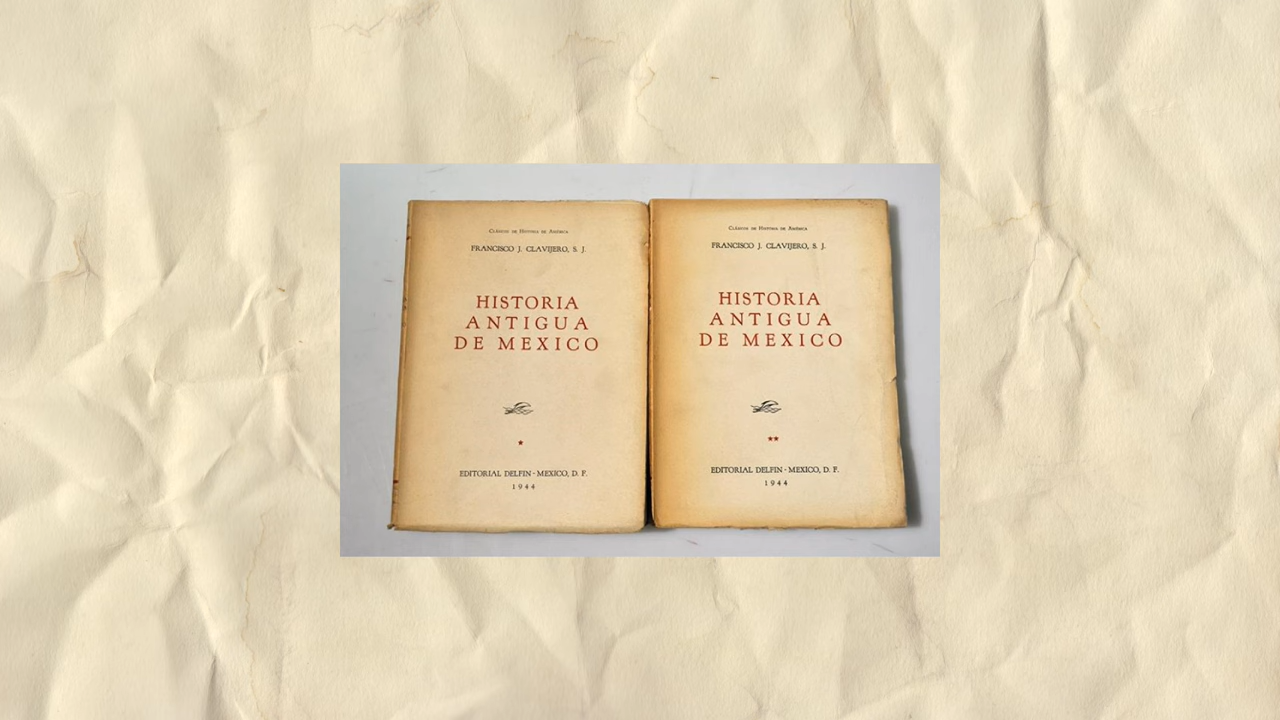 Clásicos de Historia de América
FRANCISCO J. CLAVIJERO, S. J.
HISTORIA
ANTIGUA
DE MEXICO
*
EDITORIAL DELFIN - MEXICO, D. F.
1944
Clásicos de Historia de América
FRANCISCO J. CLAVIJERO, S. J.
HISTORIA
ANTIGUA
DE MEXICO
**
EDITORIAL DELFIN - MEXICO, D. F.
1944